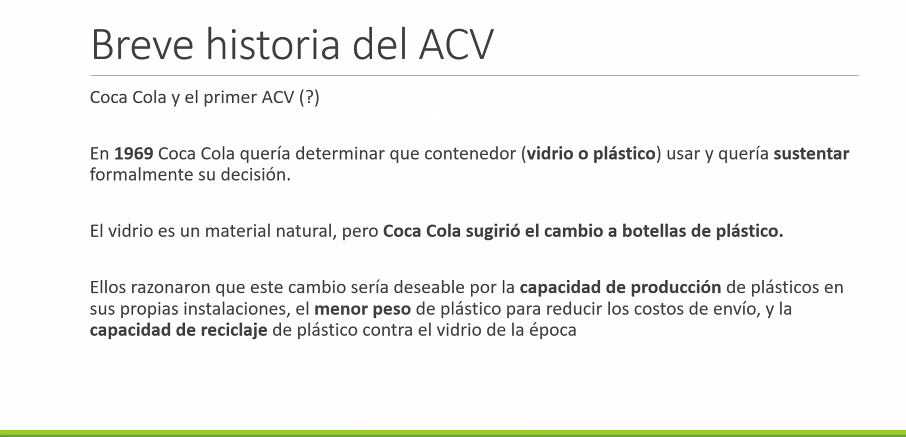 Breve historia del ACV
Coca Cola y el primer ACV (?)
En 1969 Coca Cola quería determinar que contenedor (vidrio o plástico) usar y quería sustentar
formalmente su decisión.
El vidrio es un material natural, pero Coca Cola sugirió el cambio a botellas de plástico.
Ellos razonaron que este cambio sería deseable por la capacidad de producción de plásticos en
sus propias instalaciones, el menor peso de plástico para reducir los costos de envío, y la
capacidad de reciclaje de plástico contra el vidrio de la época